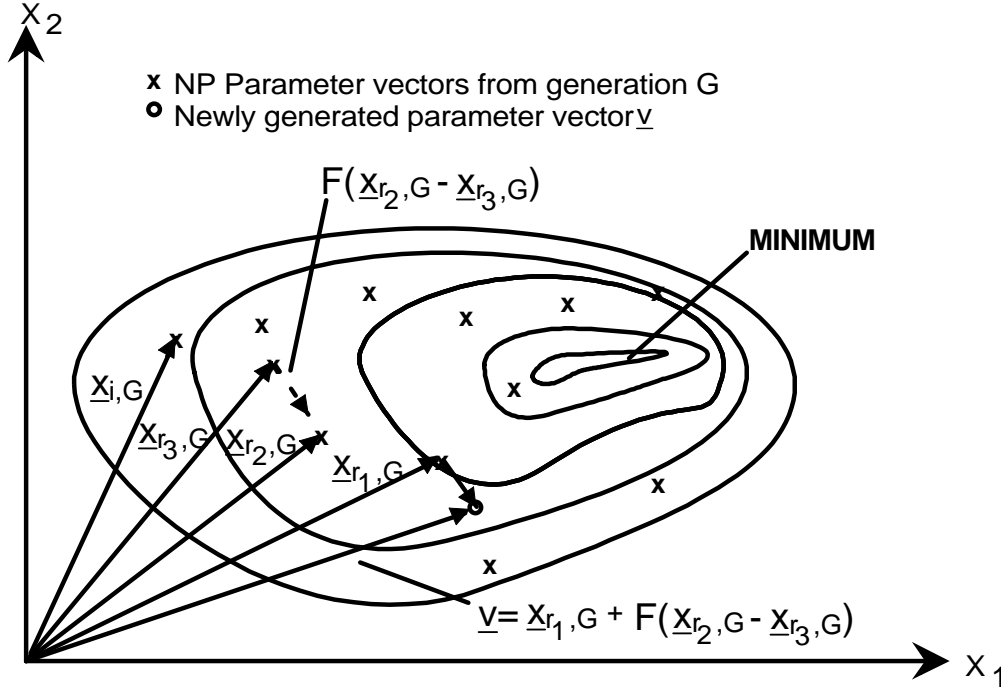 X2
x NP Parameter vectors from generation G
Newly generated parameter vector v
F(xr2,G - xr3,G)
MINIMUM
xi,G
xr3,G
xr2,G
xr1,G
v = xr1,G + F(xr2,G - xr3,G)
X1